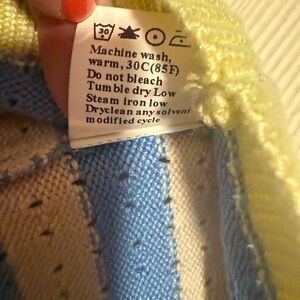 30
Machine wash,
warm, 30C(85F)
Do not bleach
Tumble dry Low
Steam iron low
Dryclean any solvent
modified cycle